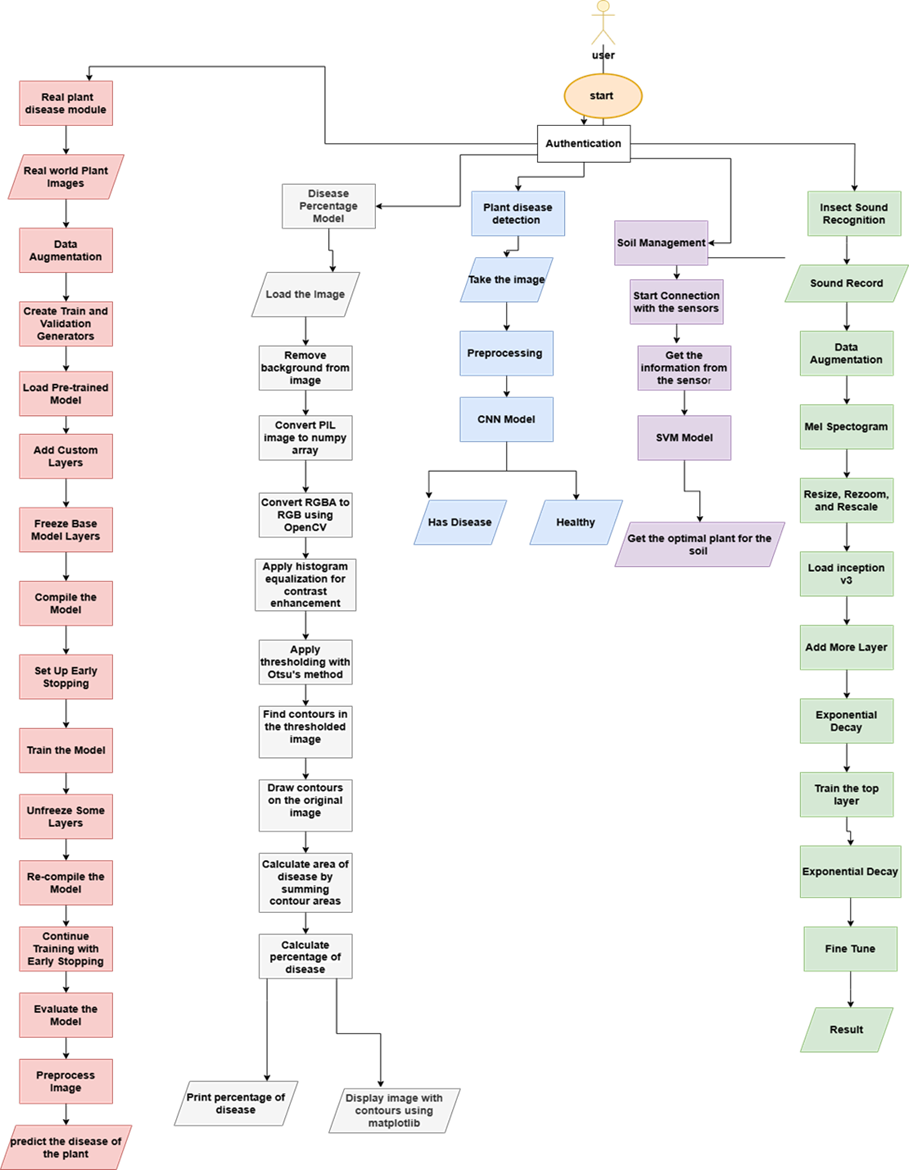 user
start
Authentication
Real plant
disease module
Real world Plant
Images
Data
Augmentation
Create Train and
Validation
Generators
Load Pre-trained
Model
Add Custom
Layers
Freeze Base
Model Layers
Compile the
Model
Set Up Early
Stopping
Train the Model
Unfreeze Some
Layers
Re-compile the
Model
Continue
Training with
Early Stopping
Evaluate the
Model
Preprocess
Image
predict the disease of
the plant
Disease
Percentage
Model
Load the Image
Remove
background from
image
Convert PIL
image to numpy
array
Convert RGBA to
RGB using
OpenCV
Apply histogram
equalization for
contrast
enhancement
Apply
thresholding with
Otsu's method
Find contours in
the thresholded
image
Draw contours
on the original
image
Calculate area of
disease by
summing
contour areas
Calculate
percentage of
disease
Print percentage of
disease
Display image with
contours using
matplotlib
Plant disease
detection
Take the image
Preprocessing
CNN Model
Has Disease
Healthy
Soil Management
Start Connection
with the sensors
Get the
information from
the sensor
SVM Model
Get the optimal plant for the
soil
Insect Sound
Recognition
Sound Record
Data
Augmentation
Mel Spectogram
Resize, Rezoom,
and Rescale
Load inception
v3
Add More Layer
Exponential
Decay
Train the top
layer
Exponential Decay
Fine Tune
Result